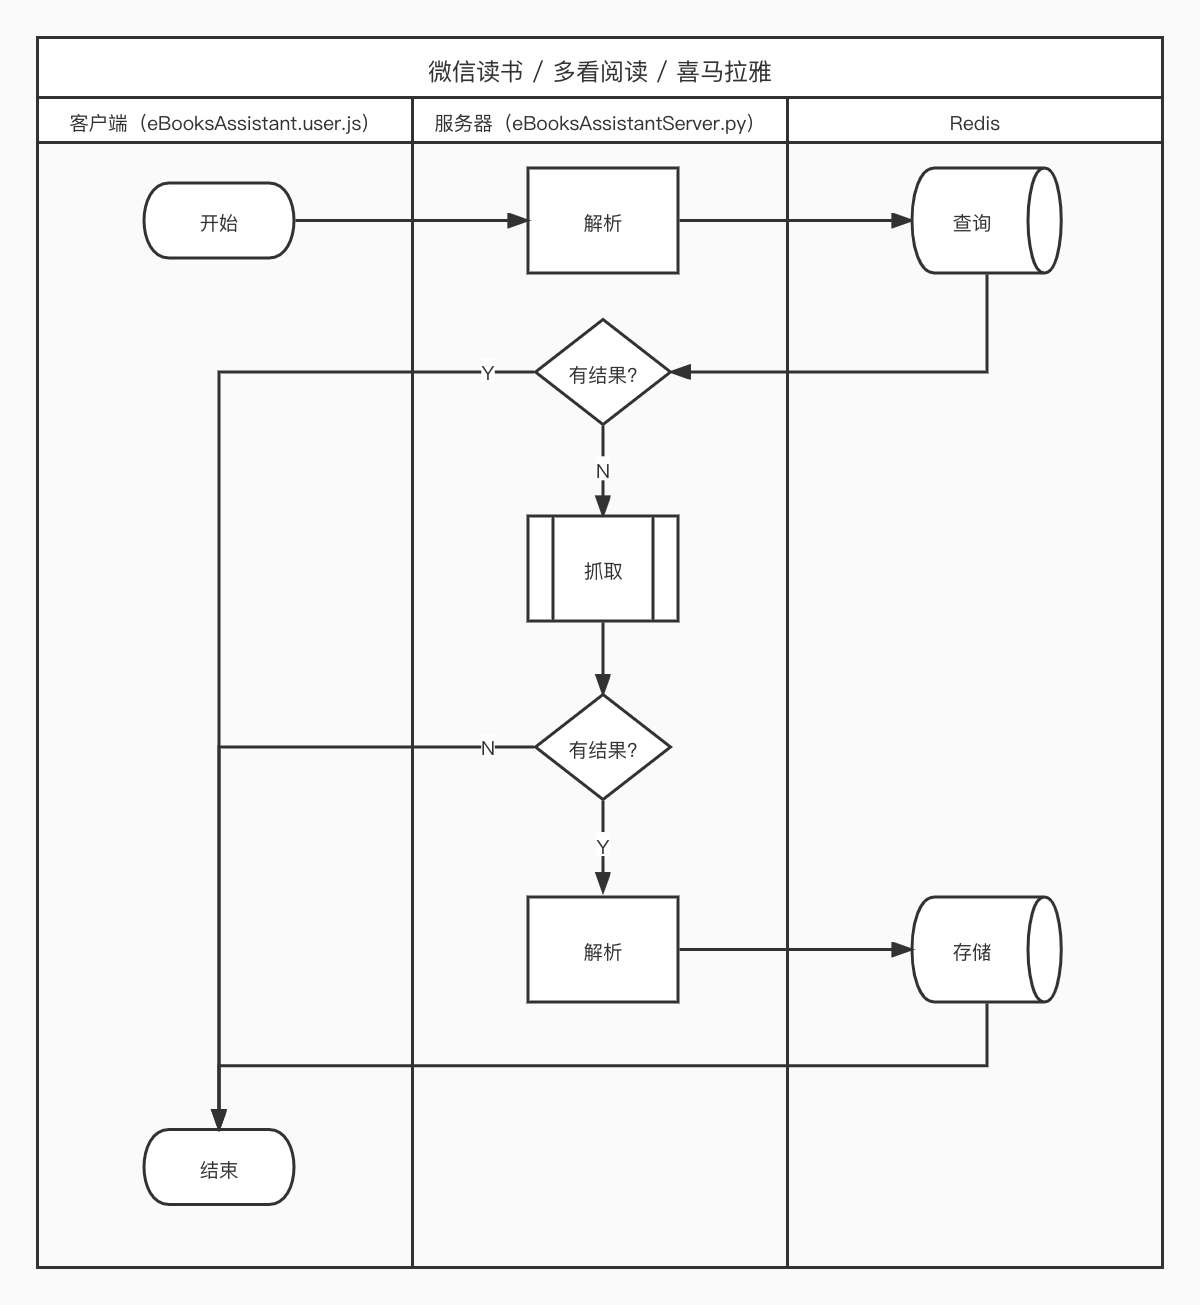 微信读书 / 多看阅读 / 喜马拉雅
客户端（eBooksAssistant.user.js）
服务器（eBooksAssistantServer.py）
Redis
开始
解析
查询
有结果?
Y
N
抓取
有结果?
N
Y
解析
存储
结束